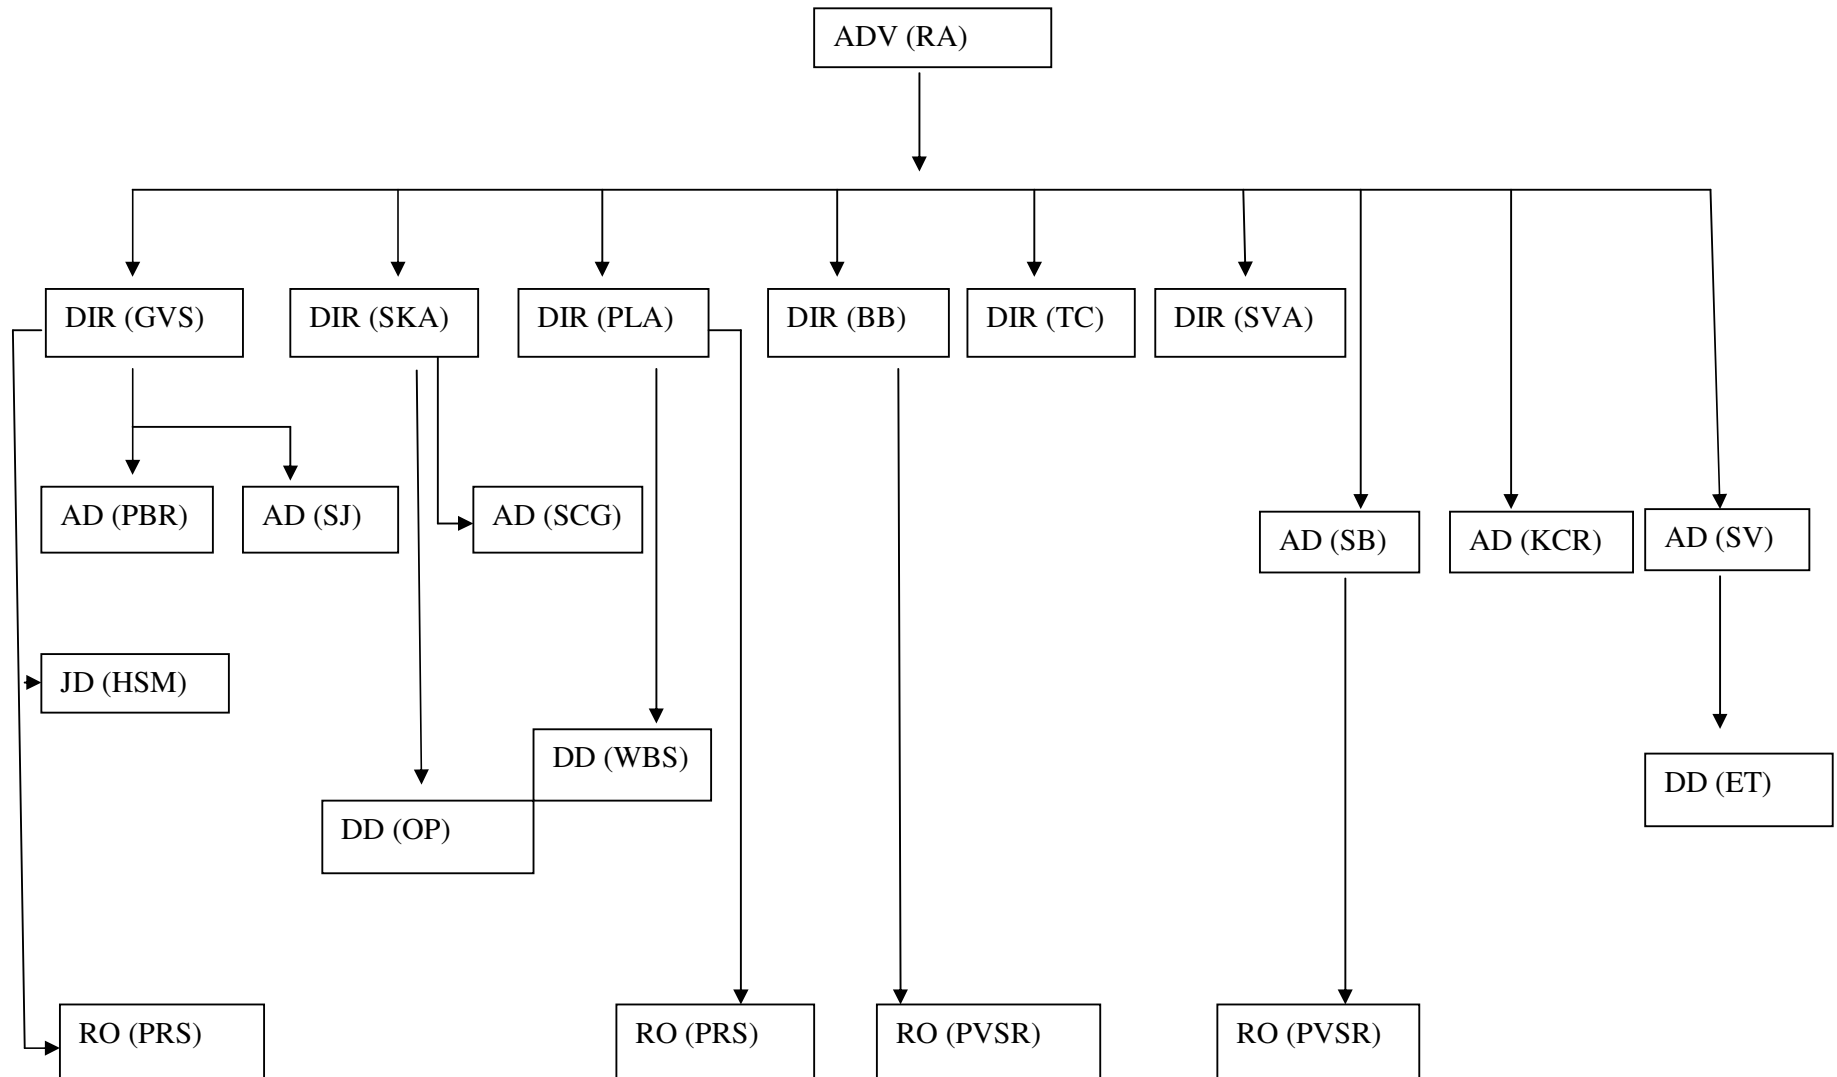 ADV (RA)
DIR (GVS)
DIR (SKA)
DIR (PLA)
DIR (BB)
DIR (TC)
DIR (SVA)
AD (PBR)
AD (SJ)
AD (SCG)
AD (SB)
AD (KCR)
AD (SV)
JD (HSM)
DD (WBS)
DD (ET)
DD (OP)
RO (PRS)
RO (PRS)
RO (PVSR)
RO (PVSR)